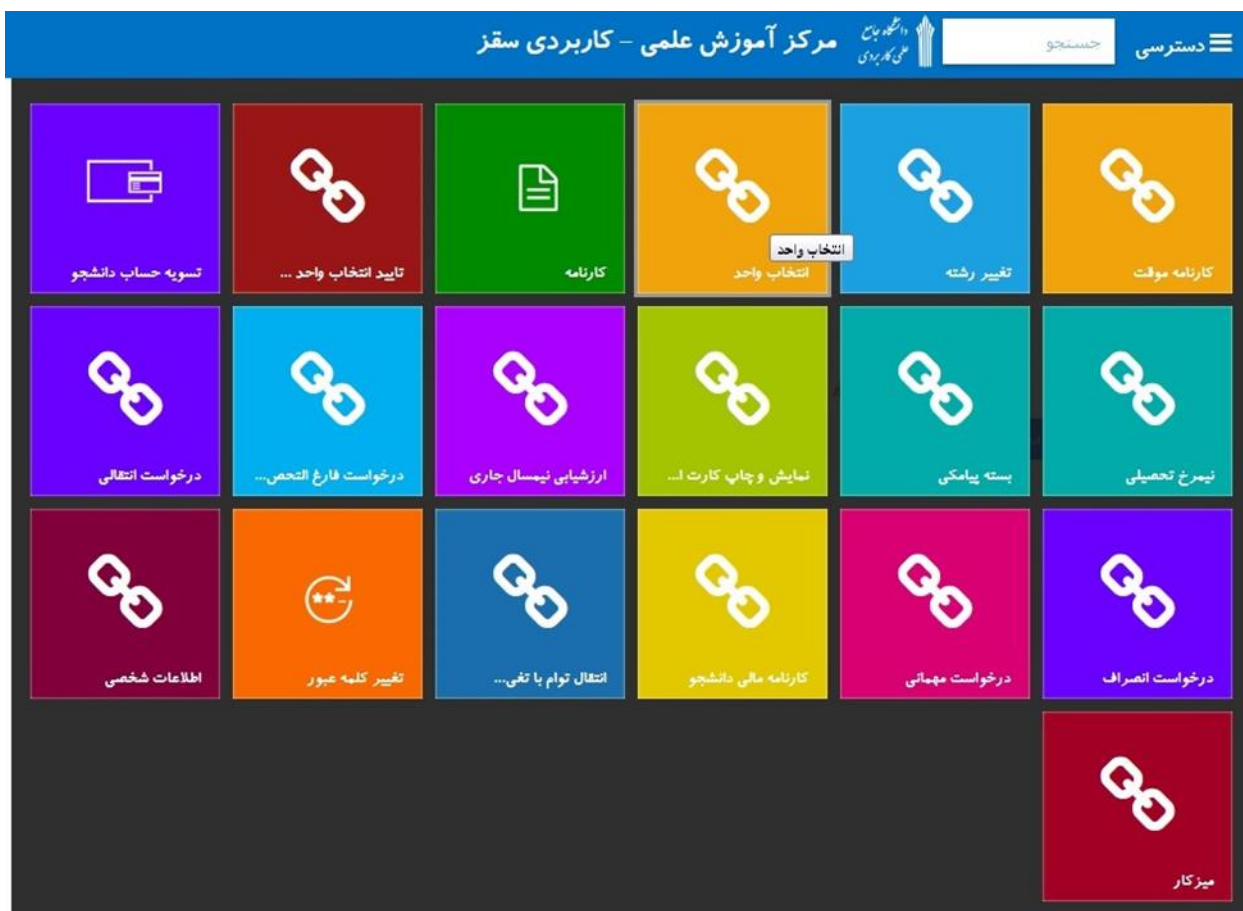 دسترسی
جستجو
دانشگاه جامع
علمی کاربردی
مرکز آموزش علمی – کاربردی سقز
کارنامه موقت
تغییر رشته
انتخاب واحد
انتخاب واحد
کارنامه
تایید انتخاب واحد ...
تسویه حساب دانشجو
نیمرخ تحصیلی
بسته پیامکی
نمایش و چاپ کارت ا...
ارزشیابی نیمسال جاری
درخواست فارغ التحص...
درخواست انتقالی
درخواست انصراف
درخواست مهمانی
کارنامه مالی دانشجو
انتقال توام با تغی...
تغییر کلمه عبور
اطلاعات شخصی
میز کار